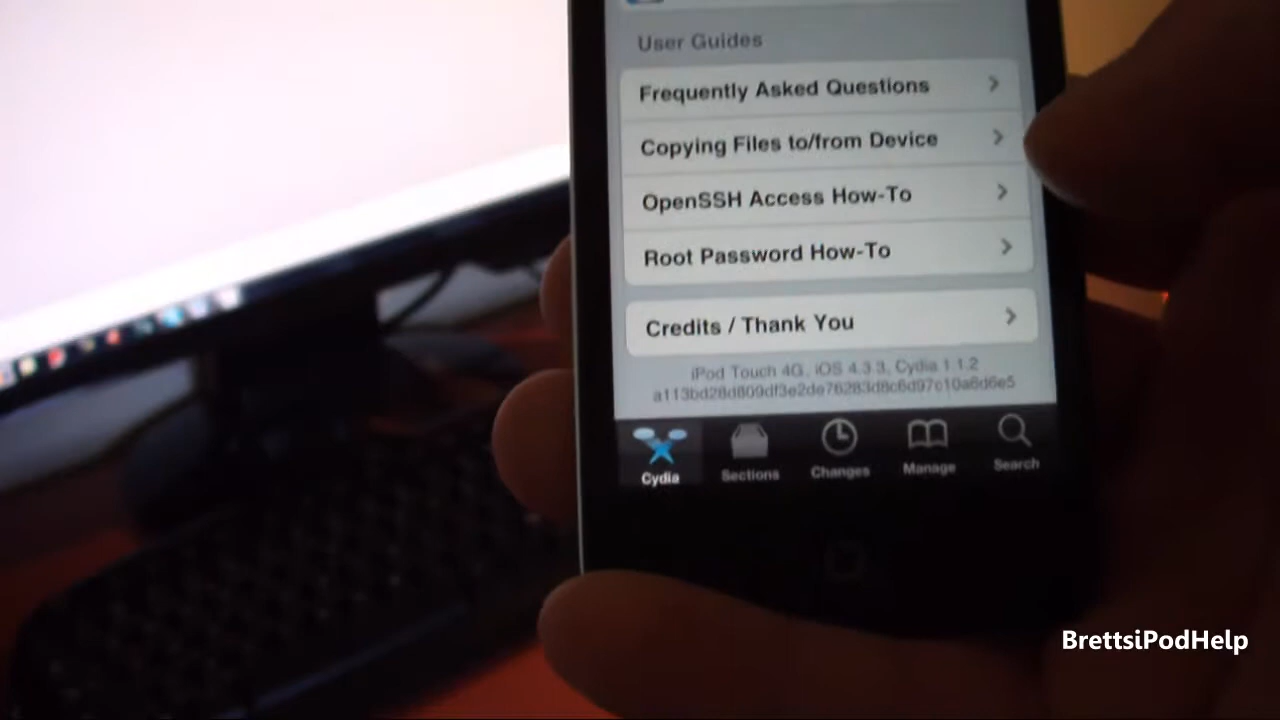 User Guides
Frequently Asked Questions
Copying Files to/from Device
OpenSSH Access How-To
Root Password How-To
Credits / Thank You
iPod Touch 4G, iOS 4.3.3, Cydia 1.1.2
Cydia
Sections
Changes
Manage
Search
BrettsiPodHelp